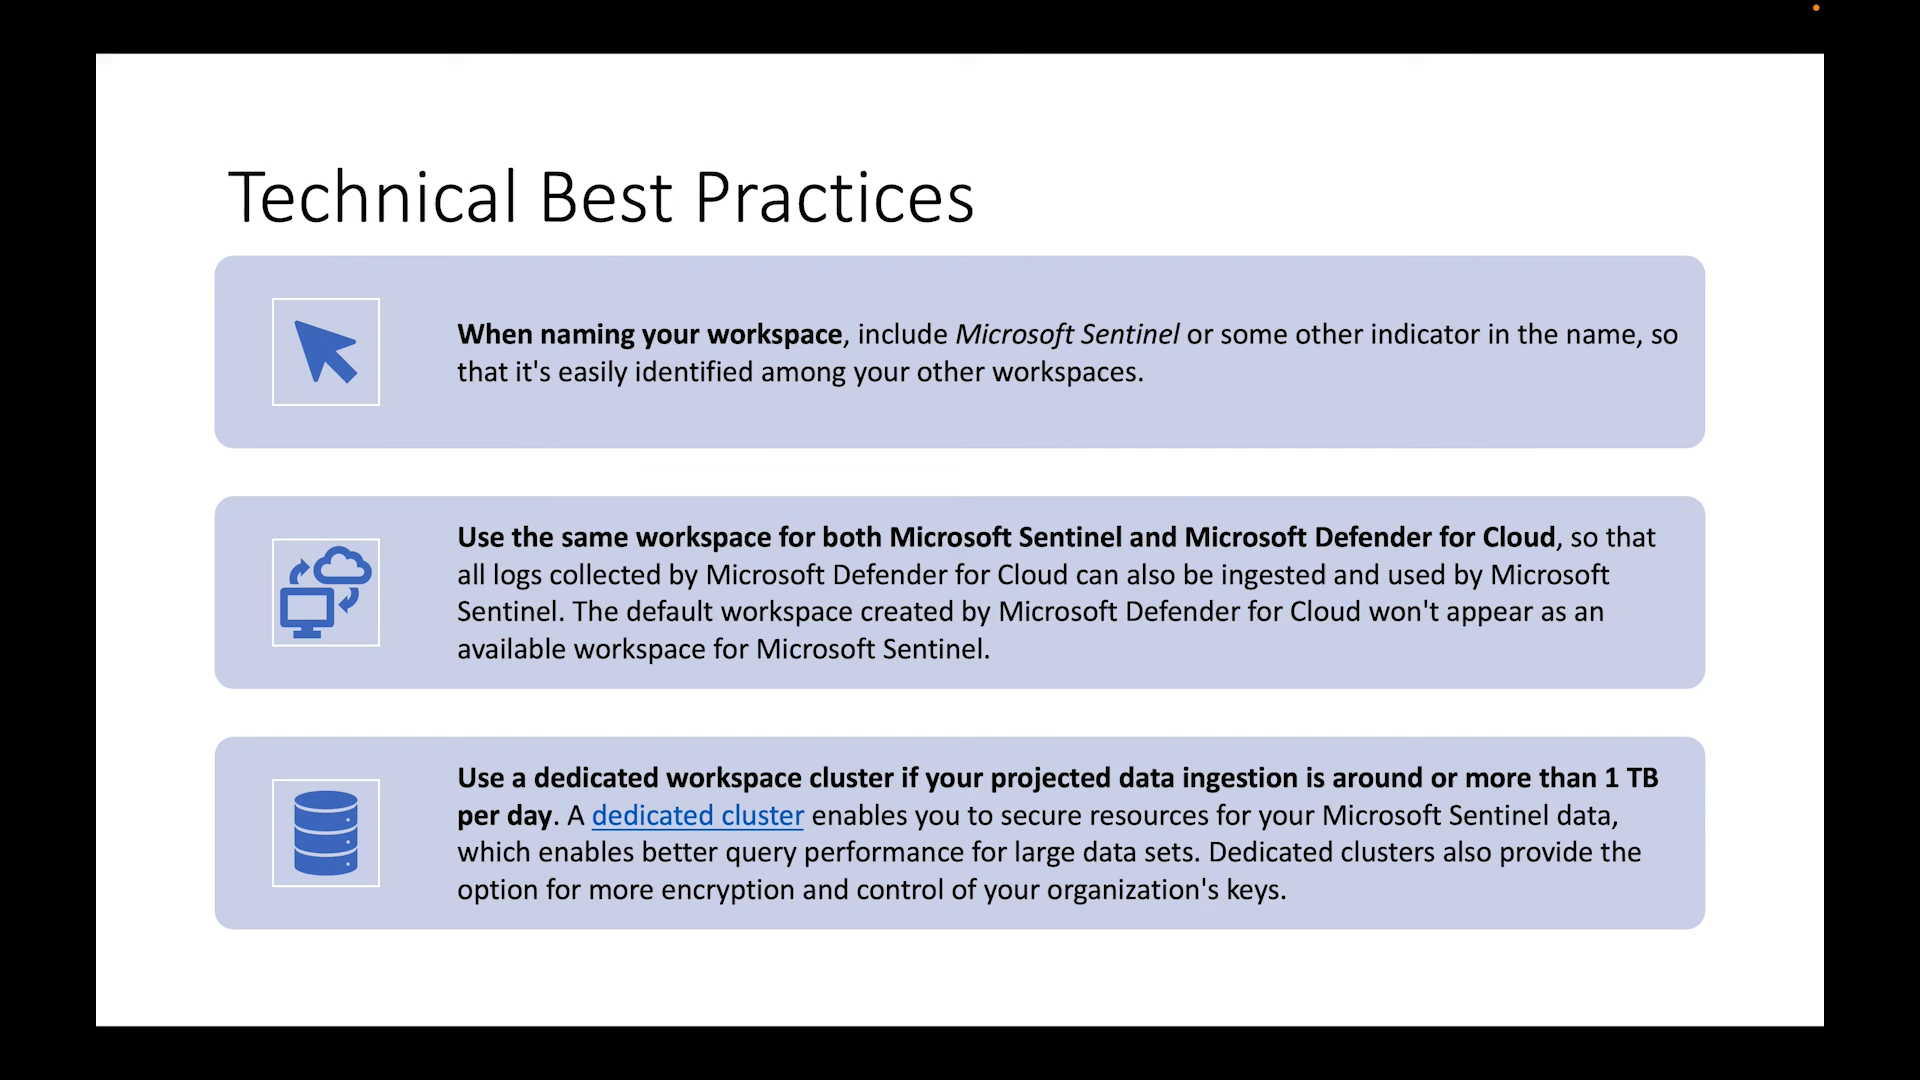 Technical Best Practices
When naming your workspace, include Microsoft Sentinel or some other indicator in the name, so
that it's easily identified among your other workspaces.
Use the same workspace for both Microsoft Sentinel and Microsoft Defender for Cloud, so that
all logs collected by Microsoft Defender for Cloud can also be ingested and used by Microsoft
Sentinel. The default workspace created by Microsoft Defender for Cloud won't appear as an
available workspace for Microsoft Sentinel.
Use a dedicated workspace cluster if your projected data ingestion is around or more than 1 TB
per day. A dedicated cluster enables you to secure resources for your Microsoft Sentinel data,
which enables better query performance for large data sets. Dedicated clusters also provide the
option for more encryption and control of your organization's keys.